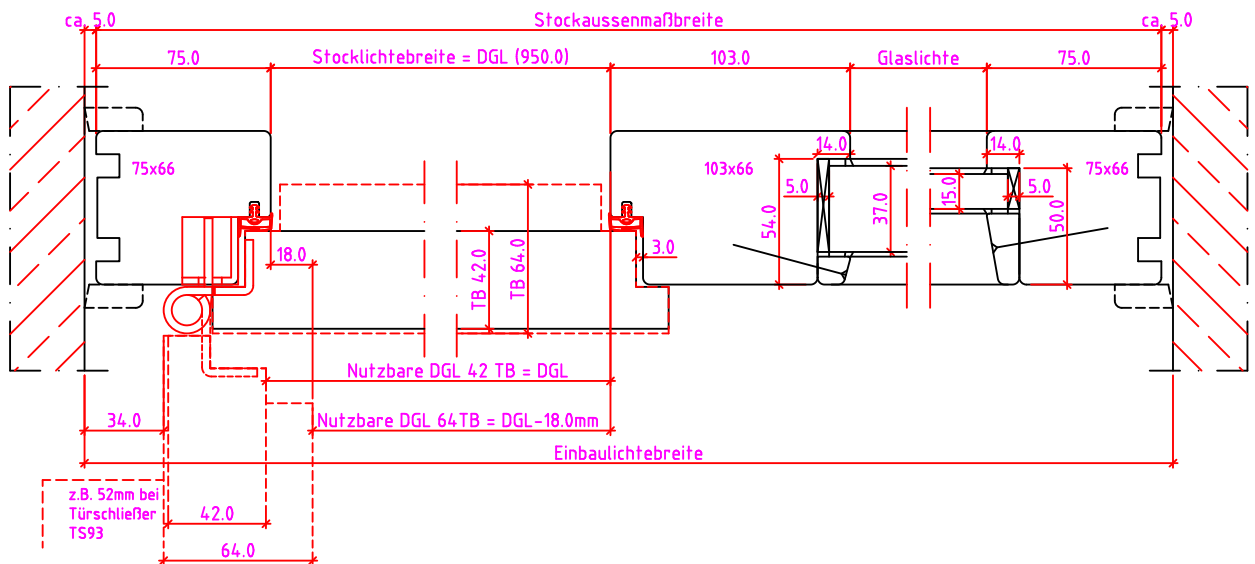 ca. 5.0
Stockaussenmaßbreite
ca. 5.0
75.0
Stocklichtebreite = DGL (950.0)
103.0
Glaslichte
75.0
14.0
14.0
75x66
103x66
75x66
5.0
5.0
54.0
37.0
15.0
50.0
18.0
3.0
TB 42.0
TB 64.0
Nutzbare DGL 42 TB = DGL
34.0
Nutzbare DGL 64TB = DGL-18.0mm
Einbaulichtebreite
z.B. 52mm bei
Türschließer
TS93
42.0
64.0